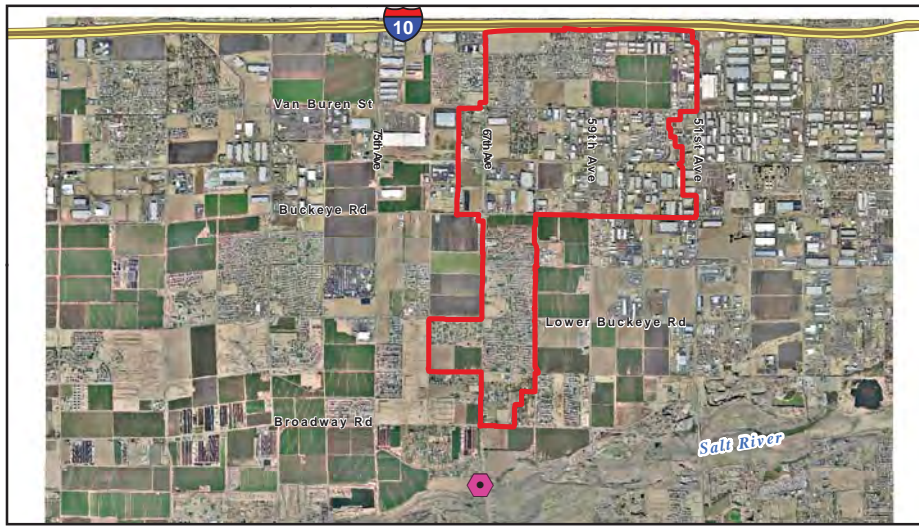 10
Van Buren St
75th Ave
67th Ave
59th Ave
51st Ave
Buckeye Rd
Lower Buckeye Rd
Broadway Rd
Salt River